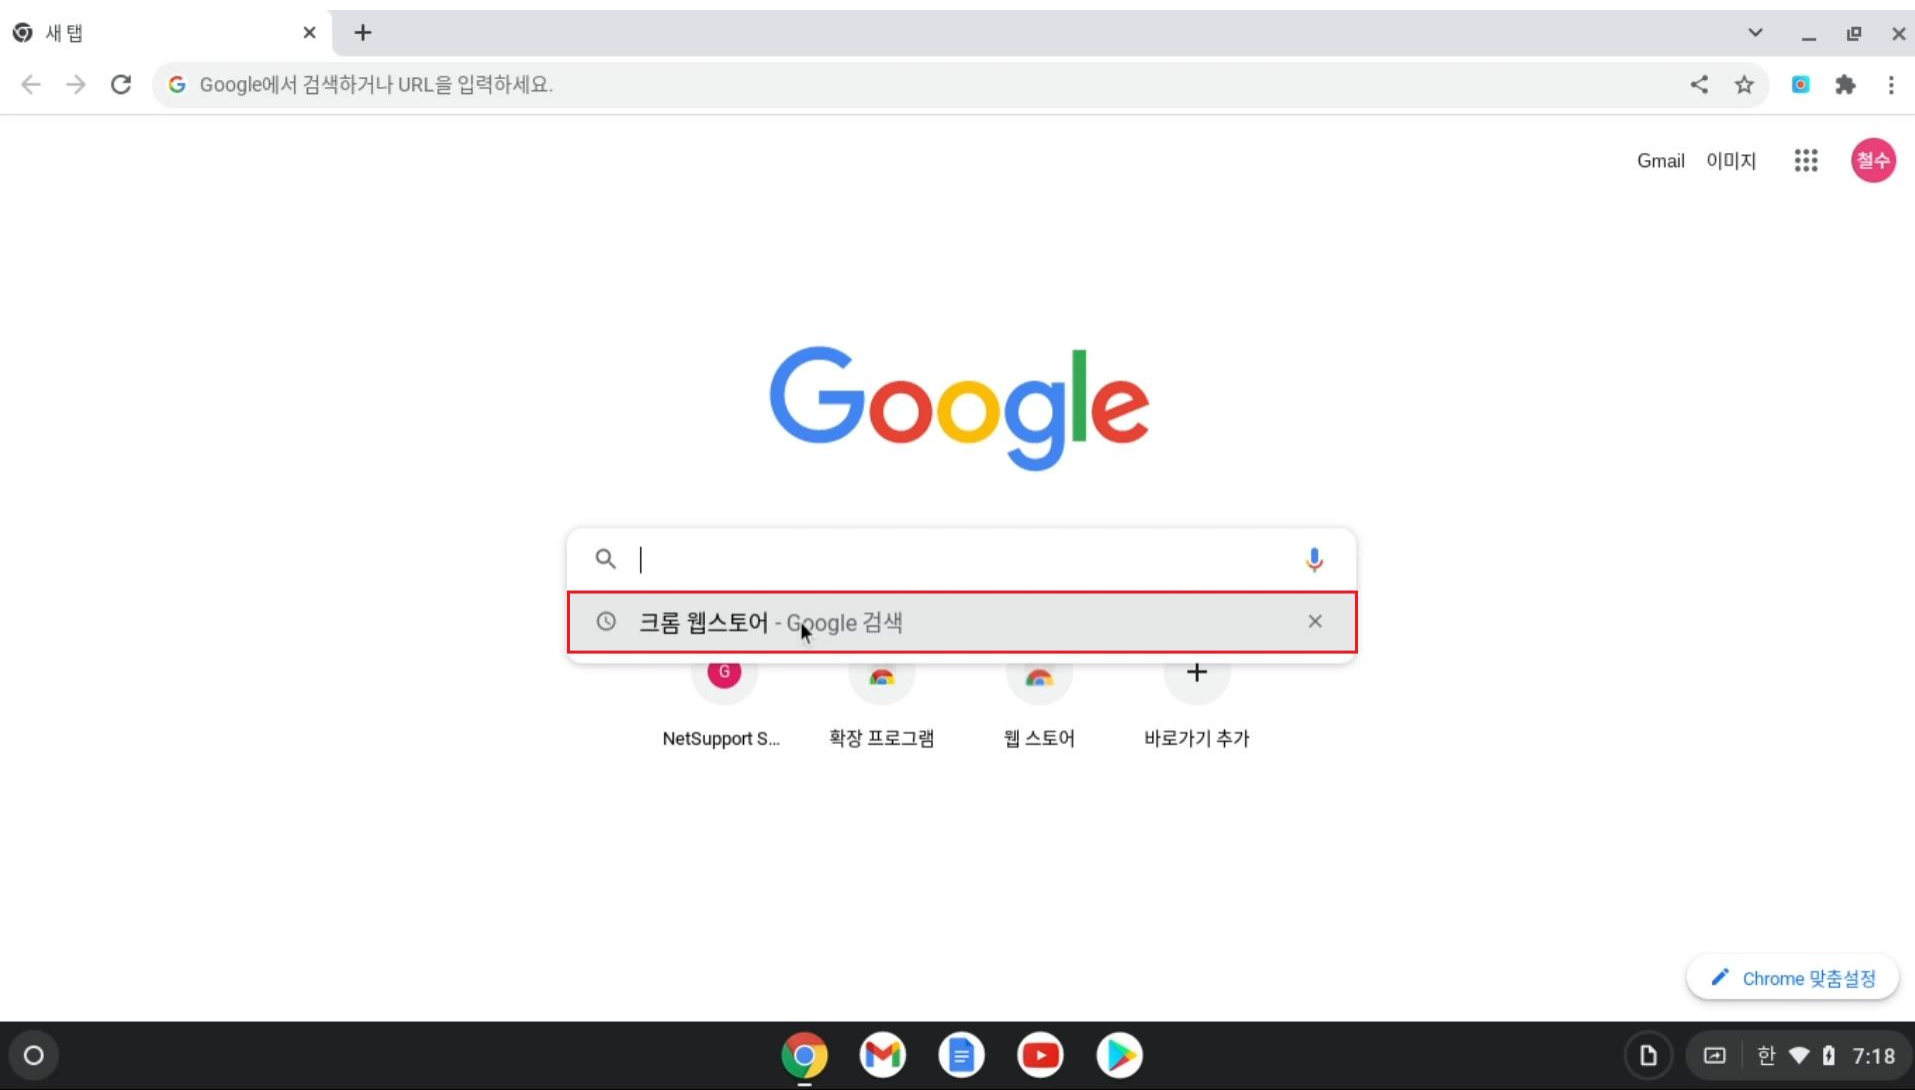 새 탭
Google에서 검색하거나 URL을 입력하세요.
Gmail 이미지 철수
Google
크롬 웹스토어 - Google 검색
G
NetSupport S... 확장 프로그램 웹 스토어 바로가기 추가
Chrome 맞춤설정
한 7:18